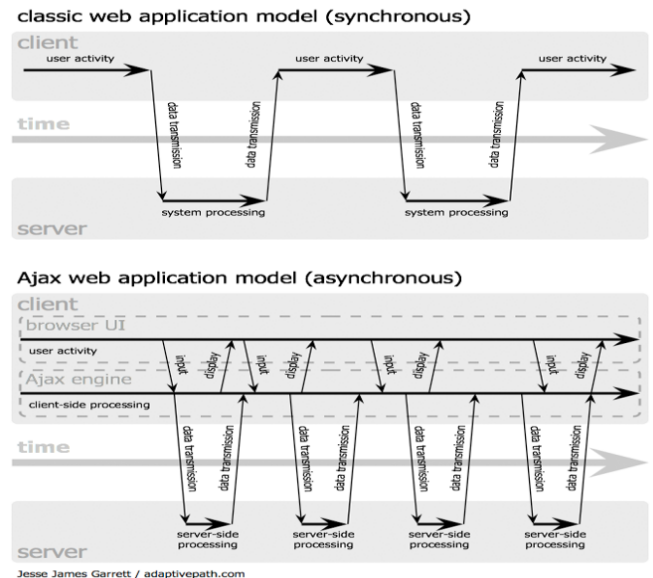 classic web application model (synchronous)
client
user activity
user activity
user activity
data transmission
data transmission
data transmission
data transmission
time
system processing
system processing
server
Ajax web application model (asynchronous)
client
browser UI
user activity
input
display
input
display
input
display
input
display
Ajax engine
client-side processing
data transmission
data transmission
data transmission
data transmission
data transmission
data transmission
data transmission
data transmission
time
server-side
processing
server-side
processing
server-side
processing
server-side
processing
server
Jesse James Garrett / adaptivepath.com